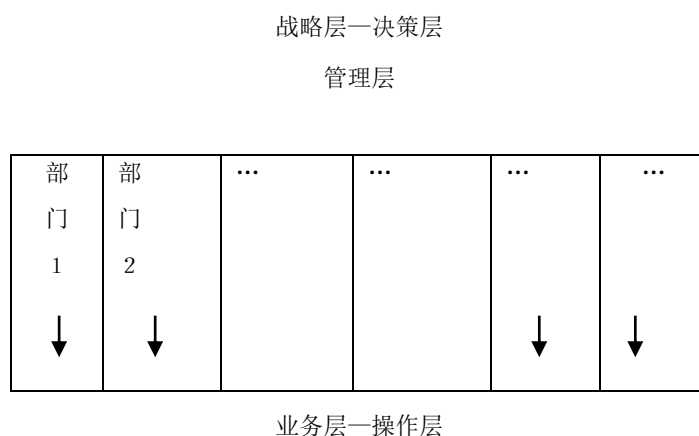 战略层—决策层
管理层
部 部 … … … …
门 门
1 2
业务层—操作层